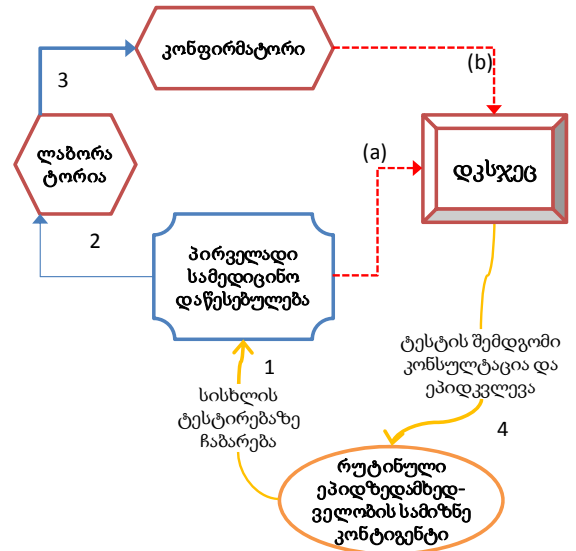 კონფირმატორი
(b)
3
ლაბორა
ტორია
(a)
დკსჯეც
2
პირველადი
სამედიცინო
დაწესებულება
ტესტის შემდგომი
კონსულტაცია და
ეპიდკვლევა
1
სისხლის
ტესტირებაზე
ჩაბარება
4
რუტინული
ეპიდზედამხედ-
ველობის სამიზნე
კონტიგენტი